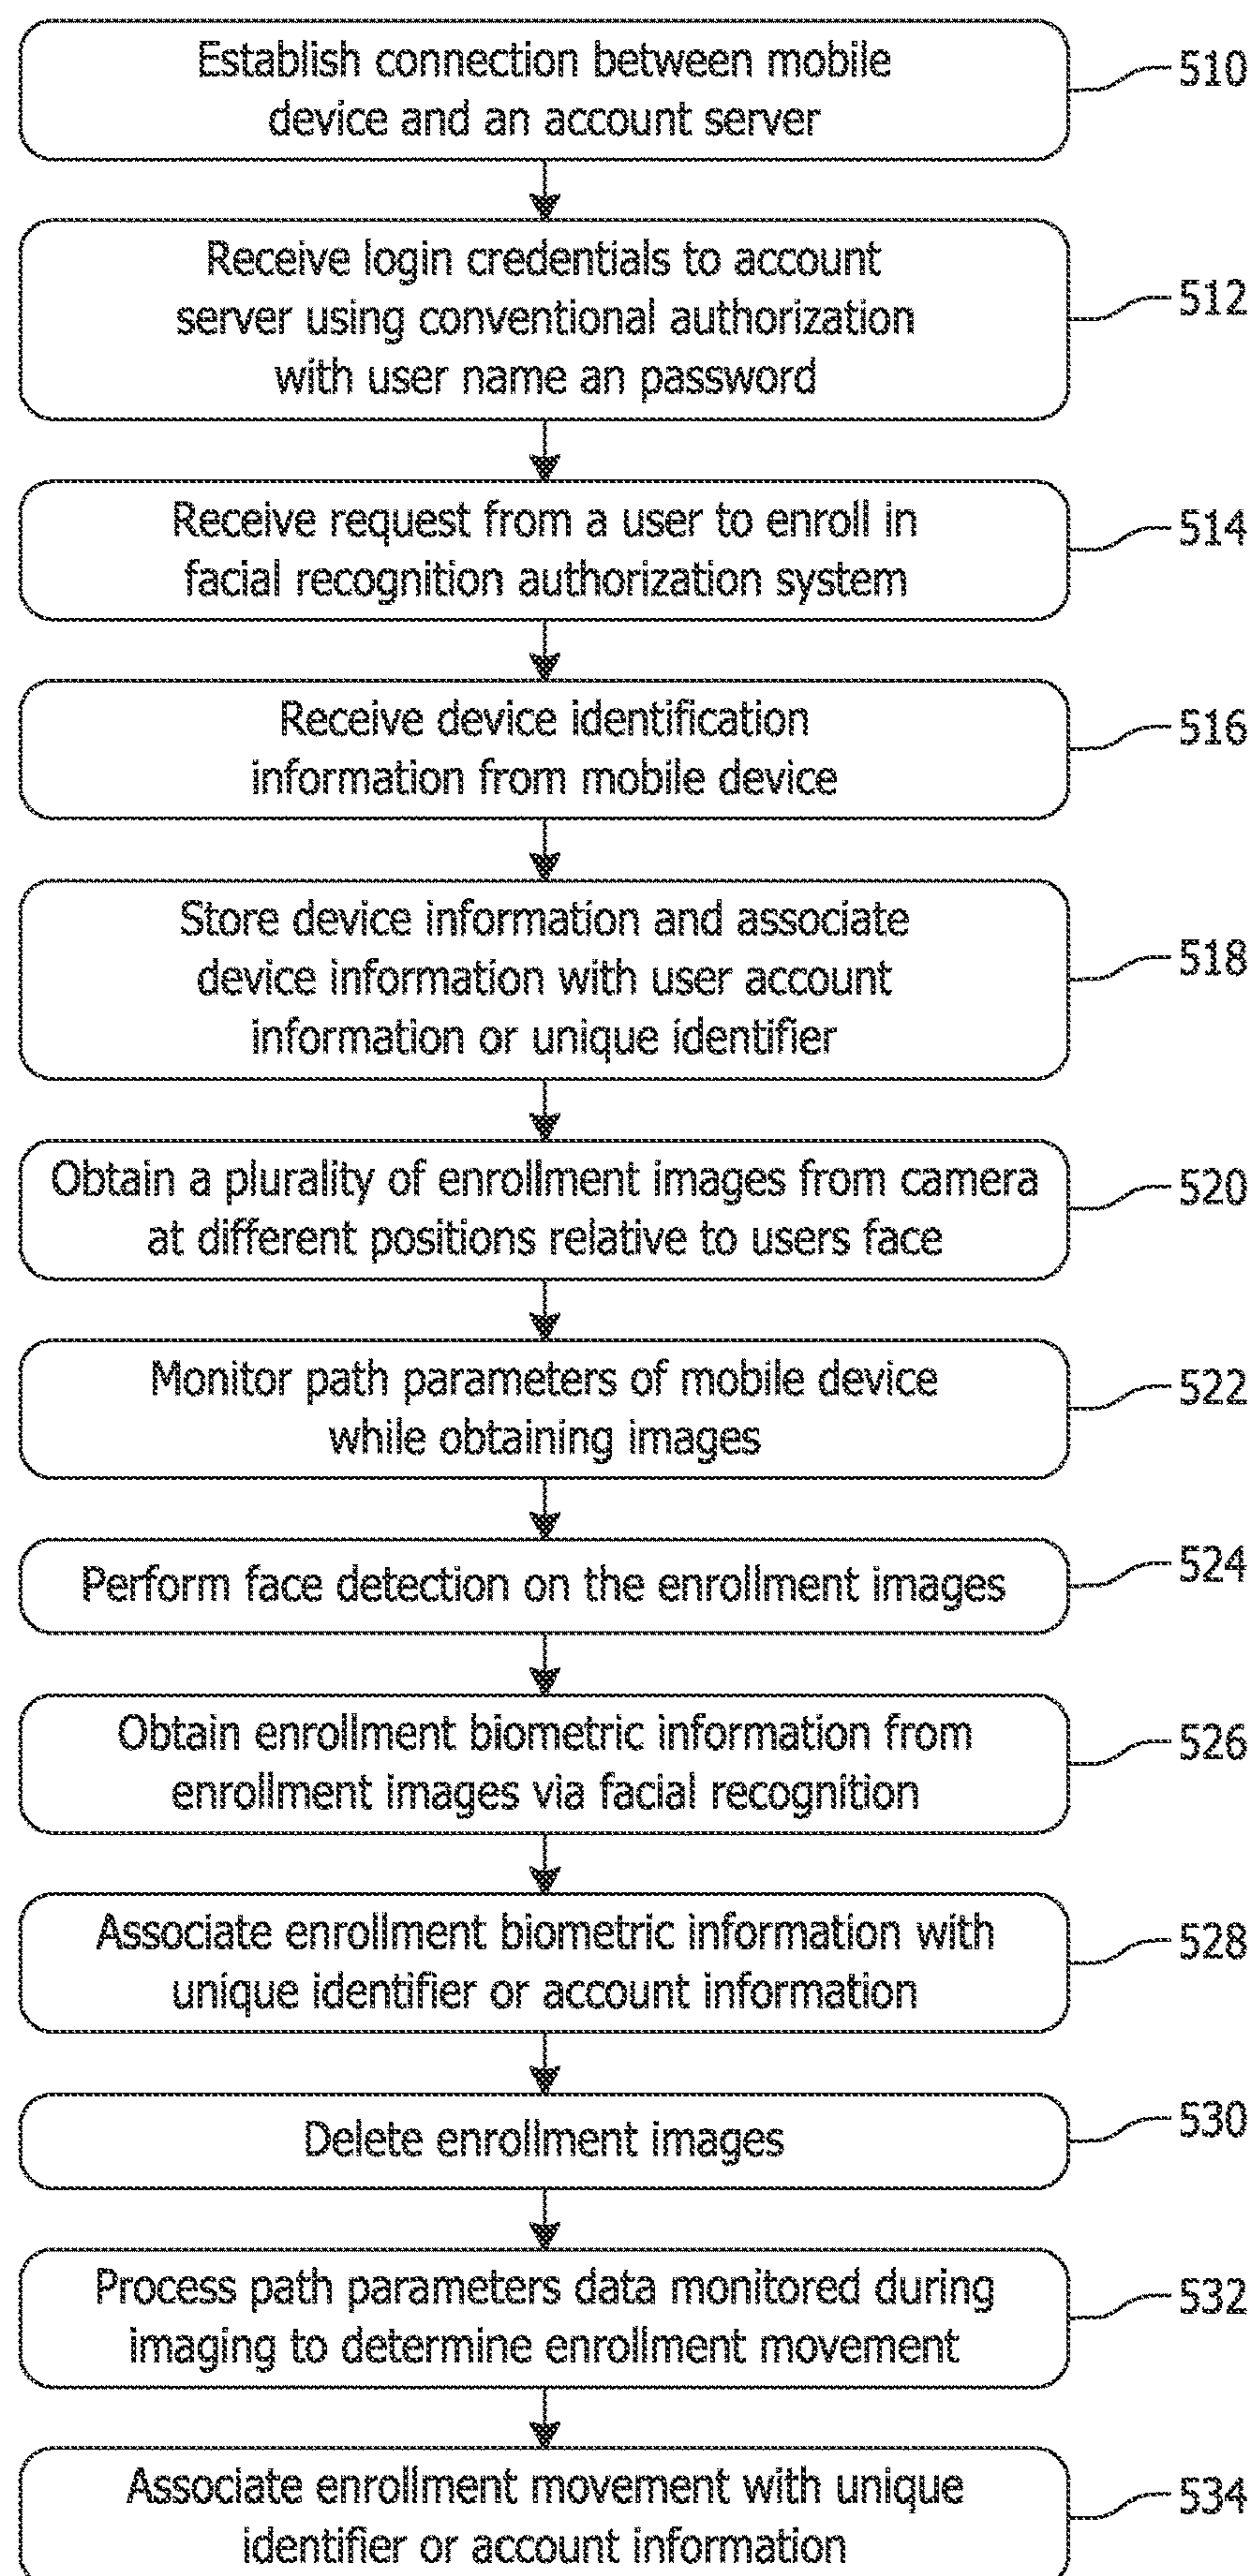 Establish connection between mobile
device and an account server
510
Receive login credentials to account
server using conventional authorization
with user name an password
512
Receive request from a user to enroll in
facial recognition authorization system
514
Receive device identification
information from mobile device
516
Store device information and associate
device information with user account
information or unique identifier
518
Obtain a plurality of enrollment images from camera
at different positions relative to users face
520
Monitor path parameters of mobile device
while obtaining images
522
Perform face detection on the enrollment images
524
Obtain enrollment biometric information from
enrollment images via facial recognition
526
Associate enrollment biometric information with
unique identifier or account information
528
Delete enrollment images
530
Process path parameters data monitored during
imaging to determine enrollment movement
532
Associate enrollment movement with unique
identifier or account information
534